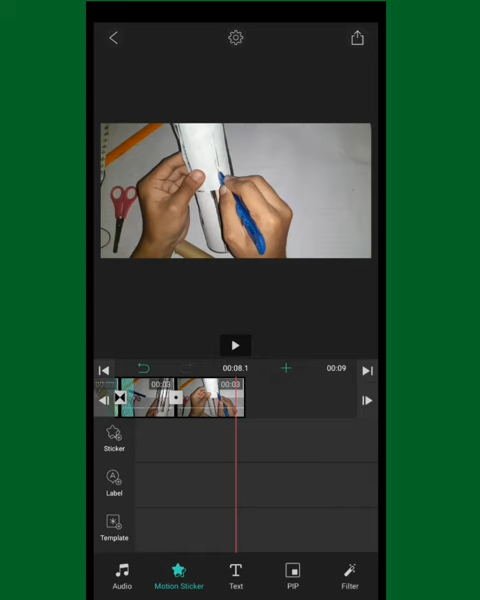 00:08.1
00:09
00:03
00:03
Sticker
A
Label
Template
Audio
Motion Sticker
T
Text
PIP
Filter